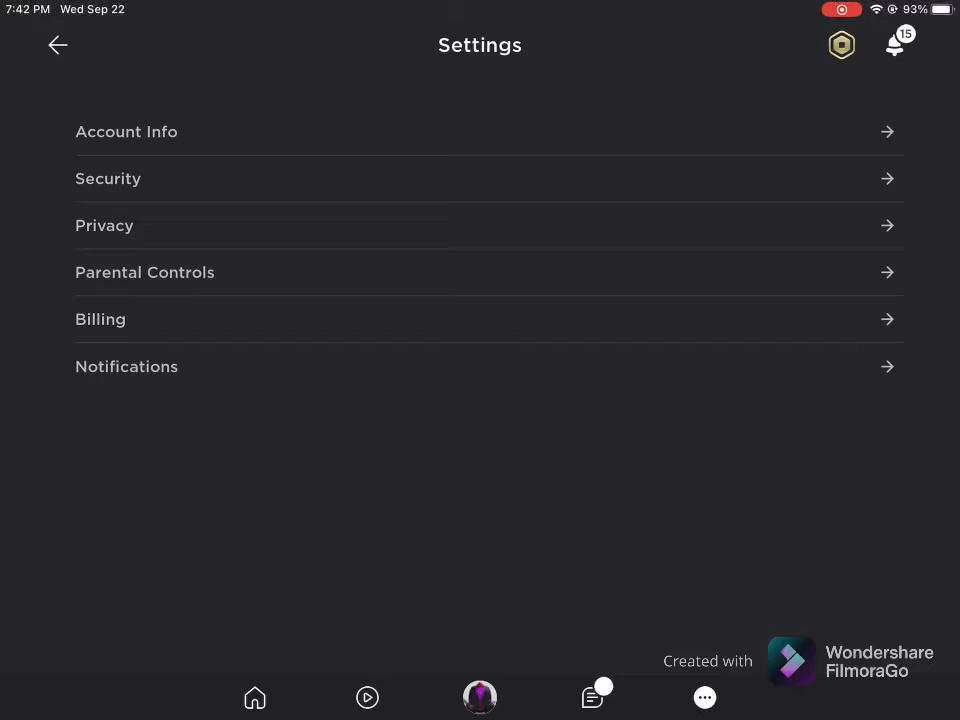 7:42 PM Wed Sep 22
93%
Settings
15
Account Info
Security
Privacy
Parental Controls
Billing
Notifications
Created with
Wondershare
FilmoraGo